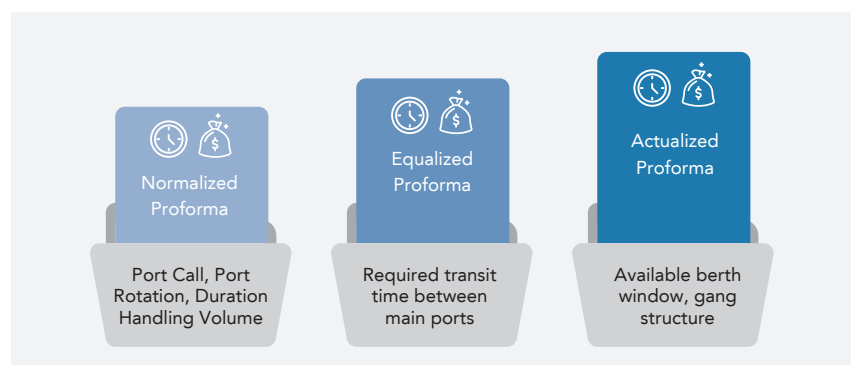 Normalized
Proforma
Port Call, Port
Rotation, Duration
Handling Volume
$
Equalized
Proforma
Required transit
time between
main ports
$
Actualized
Proforma
Available berth
window, gang
structure
$